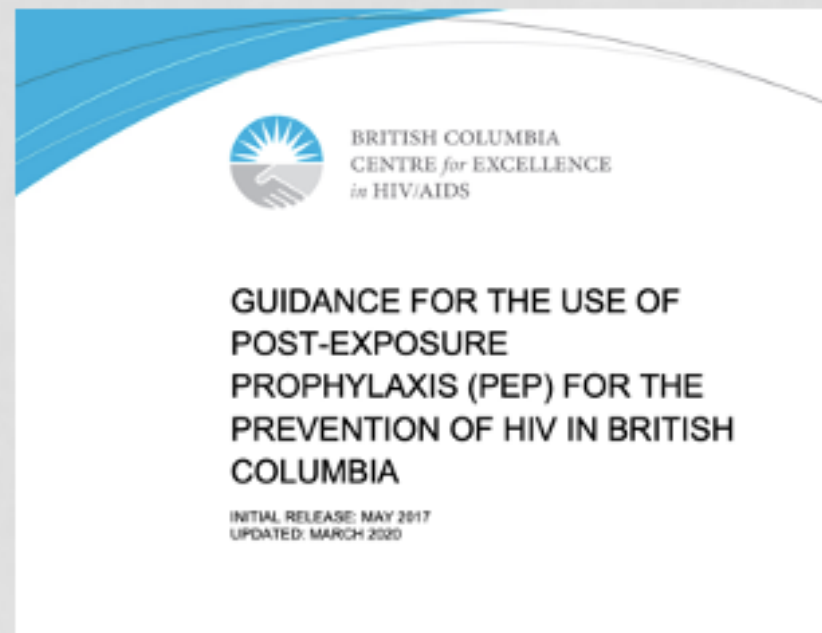 BRITISH COLUMBIA
CENTRE for EXCELLENCE
in HIV/AIDS
GUIDANCE FOR THE USE OF
POST-EXPOSURE
PROPHYLAXIS (PEP) FOR THE
PREVENTION OF HIV IN BRITISH
COLUMBIA
INITIAL RELEASE: MAY 2017
UPDATED: MARCH 2020